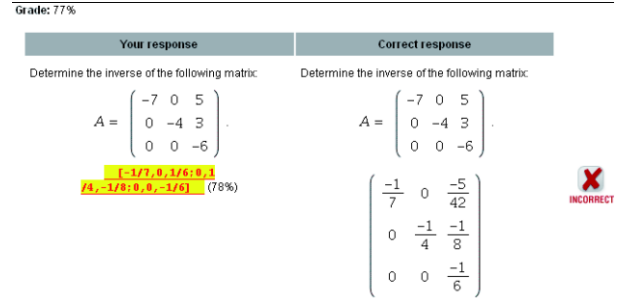 Grade: 77%
Your response
Determine the inverse of the following matrix:
A = ( -7 0 5
0 -4 3
0 0 -6 ) .
[-1/7,0,1/6;0,1
/4,-1/8;0,0,-1/6] (78%)
Correct response
Determine the inverse of the following matrix:
A = ( -7 0 5
0 -4 3
0 0 -6 ) .
( -1/7 0 -5/42
0 -1/4 -1/8
0 0 -1/6 )
X
INCORRECT